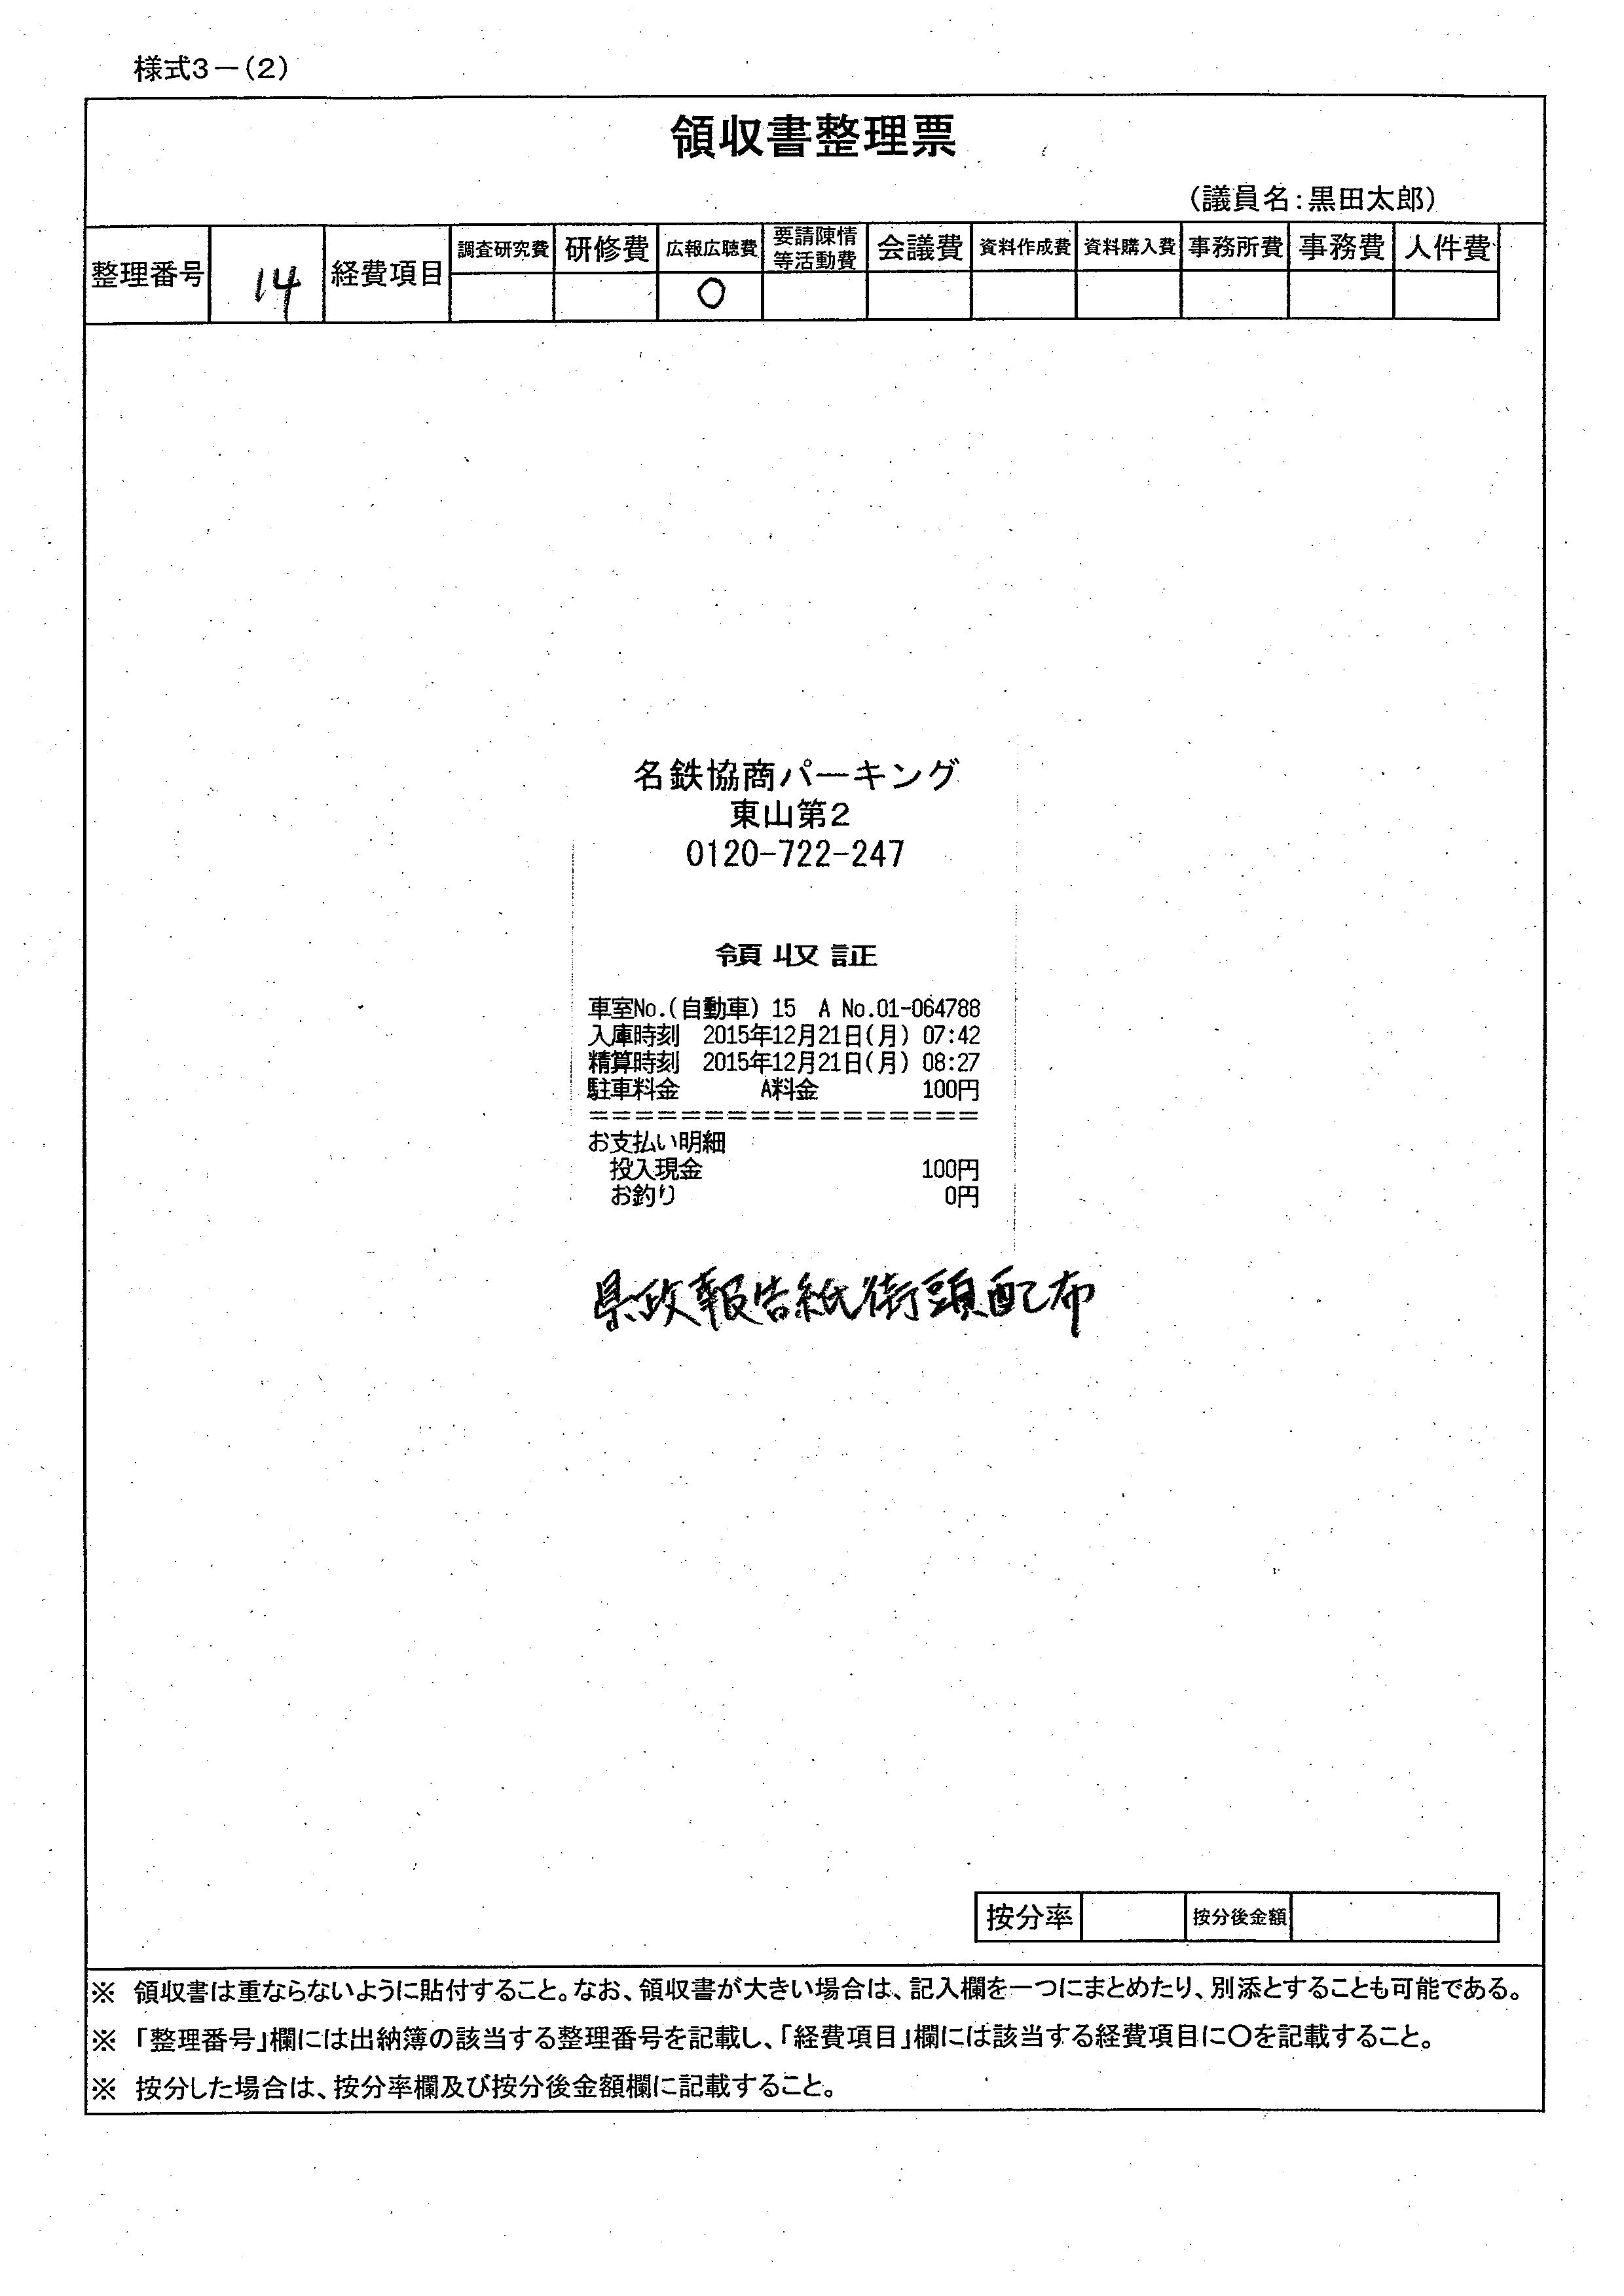 様式3－(2)
領収書整理票
(議員名:黒田太郎)
整理番号 14 経費項目 調査研究費 研修費 広報広聴費 要請陳情等活動費 会議費 資料作成費 資料購入費 事務所費 事務費 人件費
○
名鉄協商パーキング
東山第2
0120-722-247
領収証
車室No.(自動車) 15 A No.01-064788
入庫時刻 2015年12月21日(月) 07:42
精算時刻 2015年12月21日(月) 08:27
駐車料金 A料金 100円
=================
お支払い明細
投入現金 100円
お釣り 0円
県政報告紙街頭配布
按分率 按分後金額
※ 領収書は重ならないように貼付すること。なお、領収書が大きい場合は、記入欄を一つにまとめたり、別添とすることも可能である。
※ 「整理番号」欄には出納簿の該当する整理番号を記載し、「経費項目」欄には該当する経費項目に○を記載すること。
※ 按分した場合は、按分率欄及び按分後金額欄に記載すること。